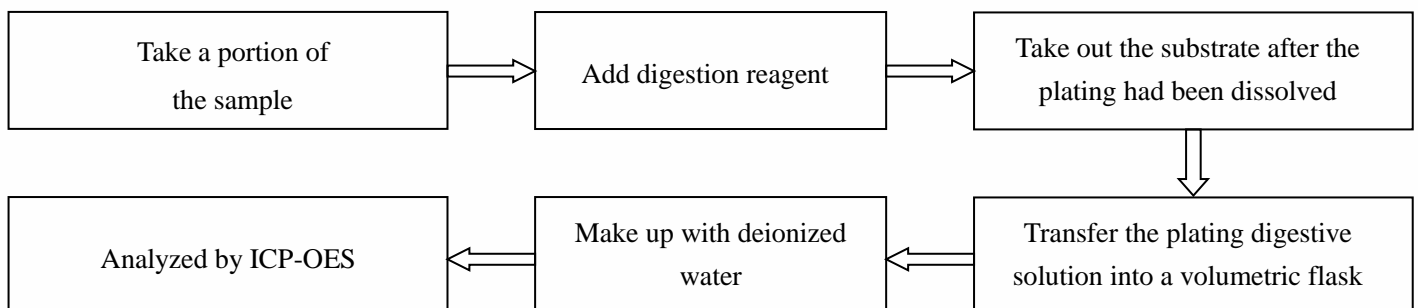 Take a portion of
the sample
Add digestion reagent
Take out the substrate after the
plating had been dissolved
Transfer the plating digestive
solution into a volumetric flask
Make up with deionized
water
Analyzed by ICP-OES